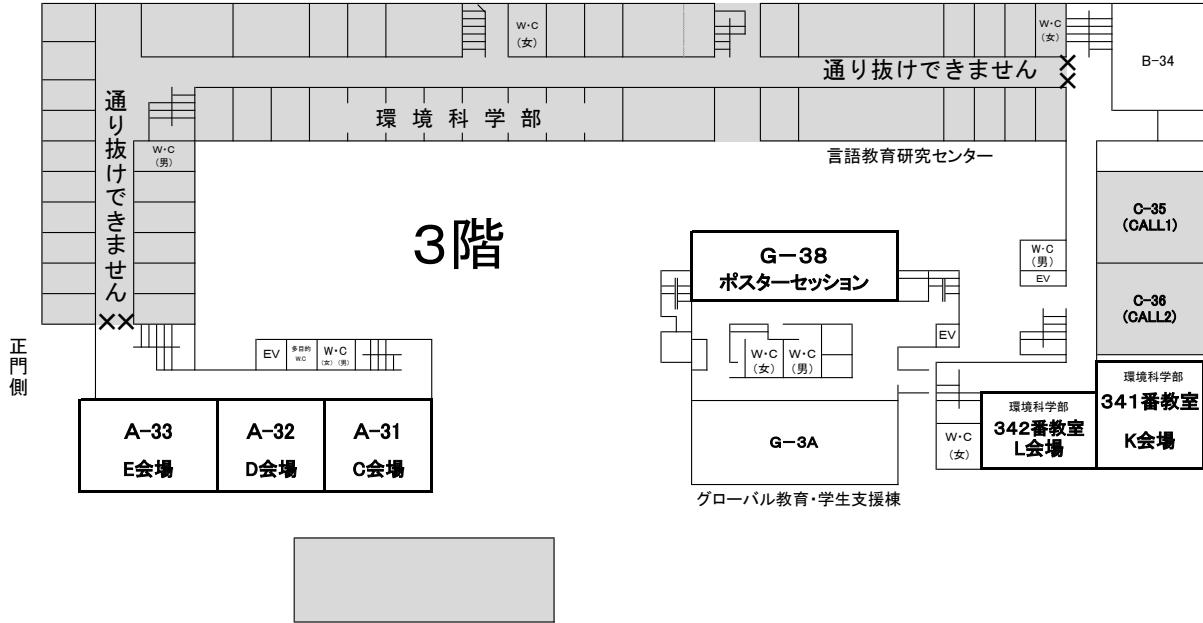 W・C
(女)
W・C
(女)
B-34
通り抜けできません
××
通り抜けできません
××
環境科学部
W・C
(男)
言語教育研究センター
3階
C-35
(CALL1)
C-36
(CALL2)
G-38
ポスターセッション
W・C
(男)
EV
正門側
EV
多目的
W.C
W・C
(女) (男)
EV
W・C
(女)
W・C
(男)
A-33
E会場
A-32
D会場
A-31
C会場
G-3A
グローバル教育・学生支援棟
W・C
(女)
環境科学部
342番教室
L会場
環境科学部
341番教室
K会場